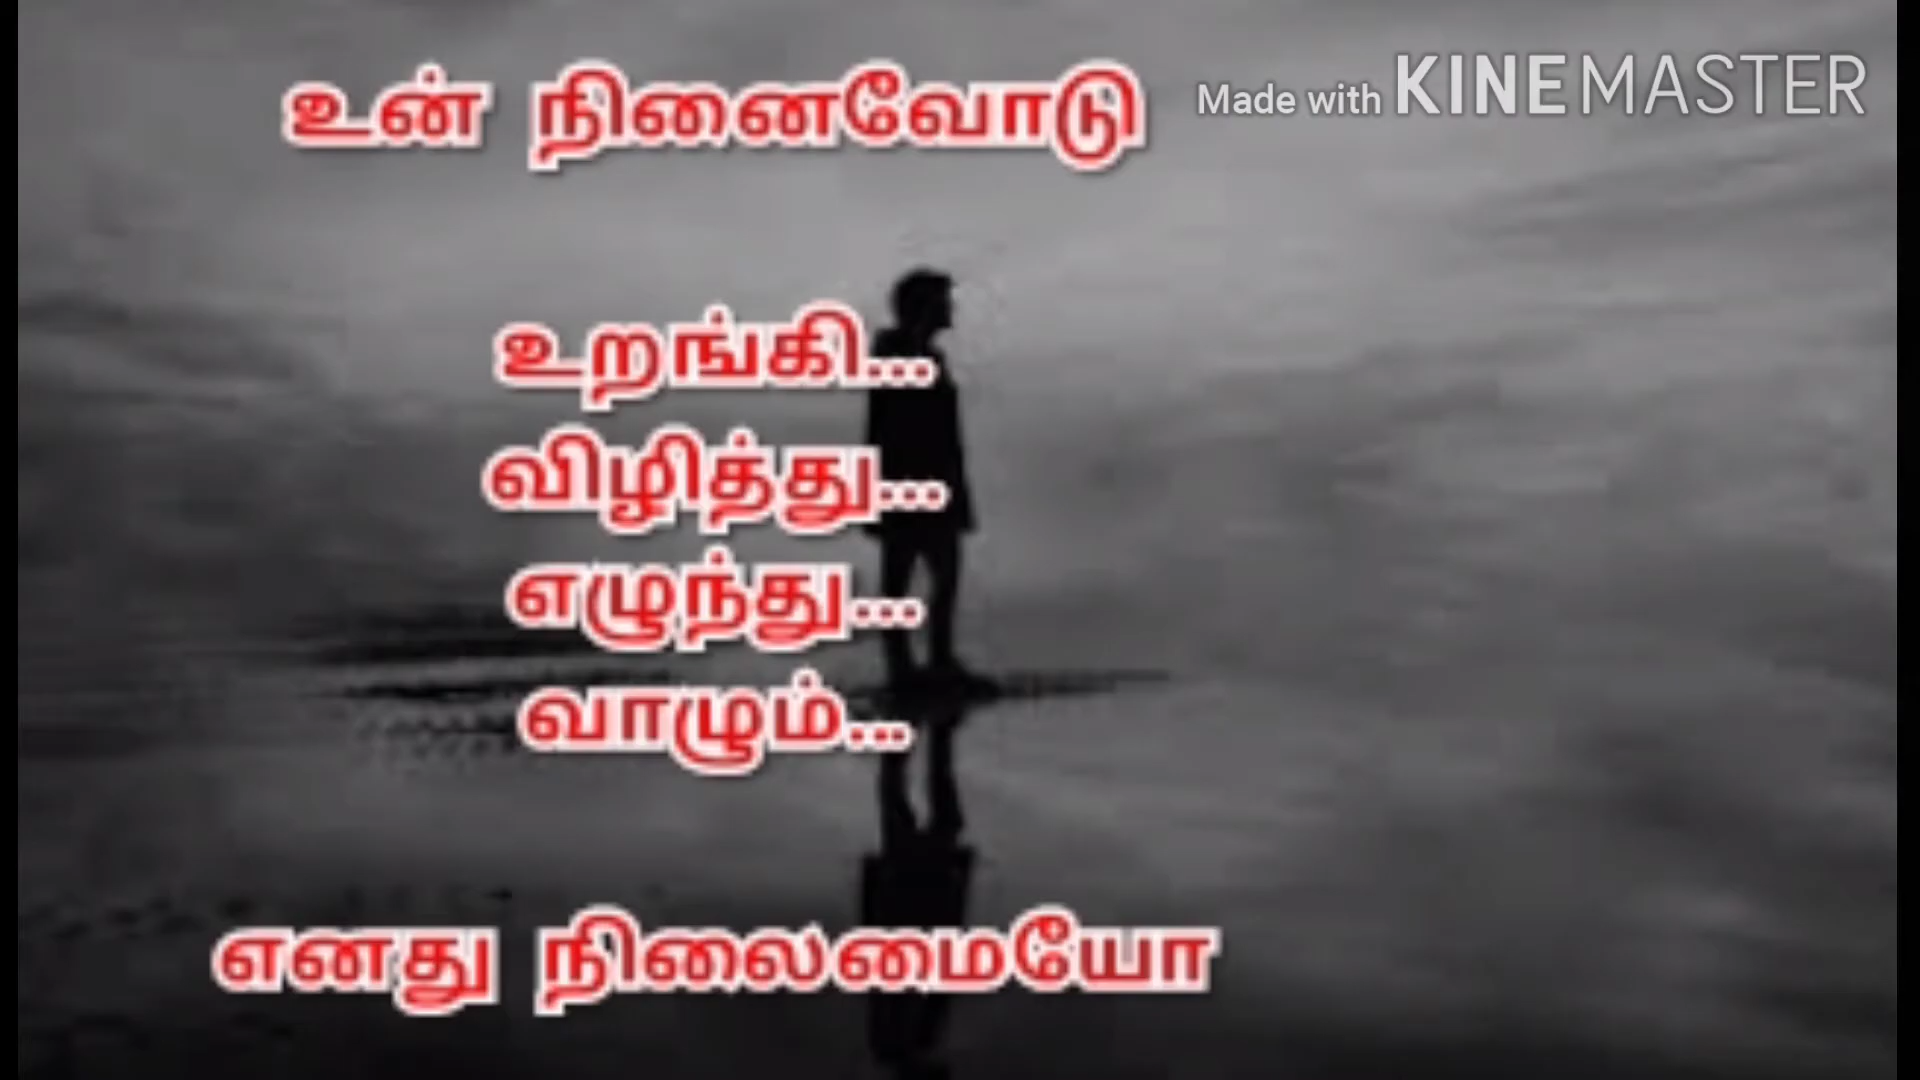 உன் நினைவோடு
Made with KINEMASTER
உறங்கி...
விழித்து...
எழுந்து...
வாழும்...
எனது நிலைமையோ